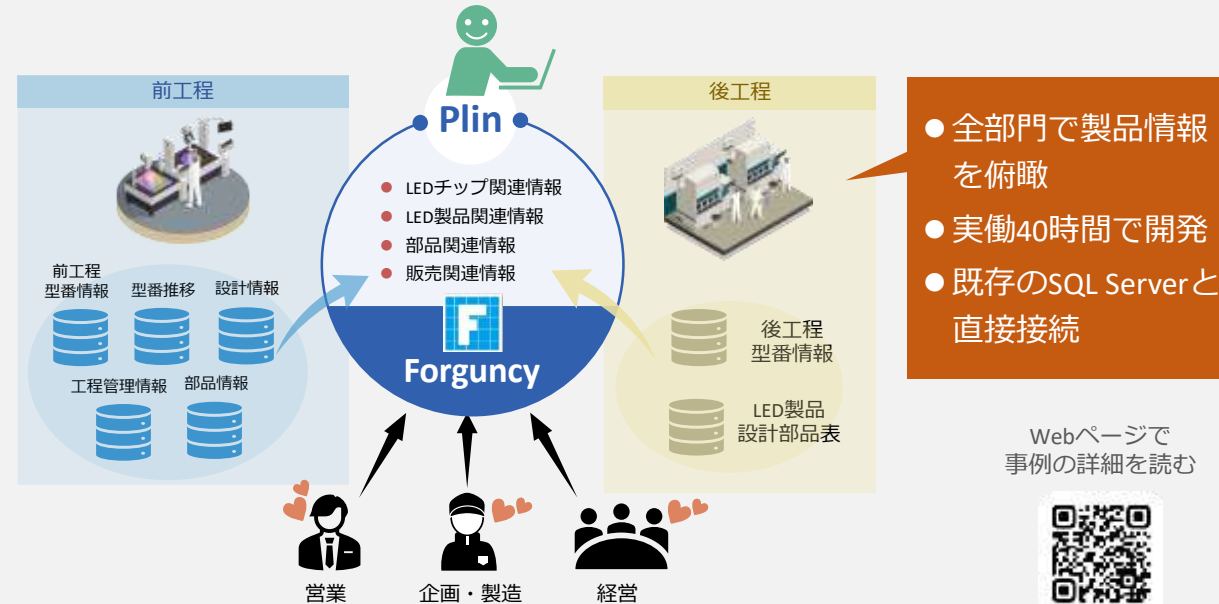 前工程
Plin
後工程
LEDチップ関連情報
LED製品関連情報
部品関連情報
販売関連情報
前工程
型番情報
型番推移
設計情報
工程管理情報
部品情報
F
Forguncy
後工程
型番情報
LED製品
設計部品表
● 全部門で製品情報
を俯瞰
● 実働40時間で開発
● 既存のSQL Serverと
直接接続
Webページで
事例の詳細を読む
営業
企画・製造
経営